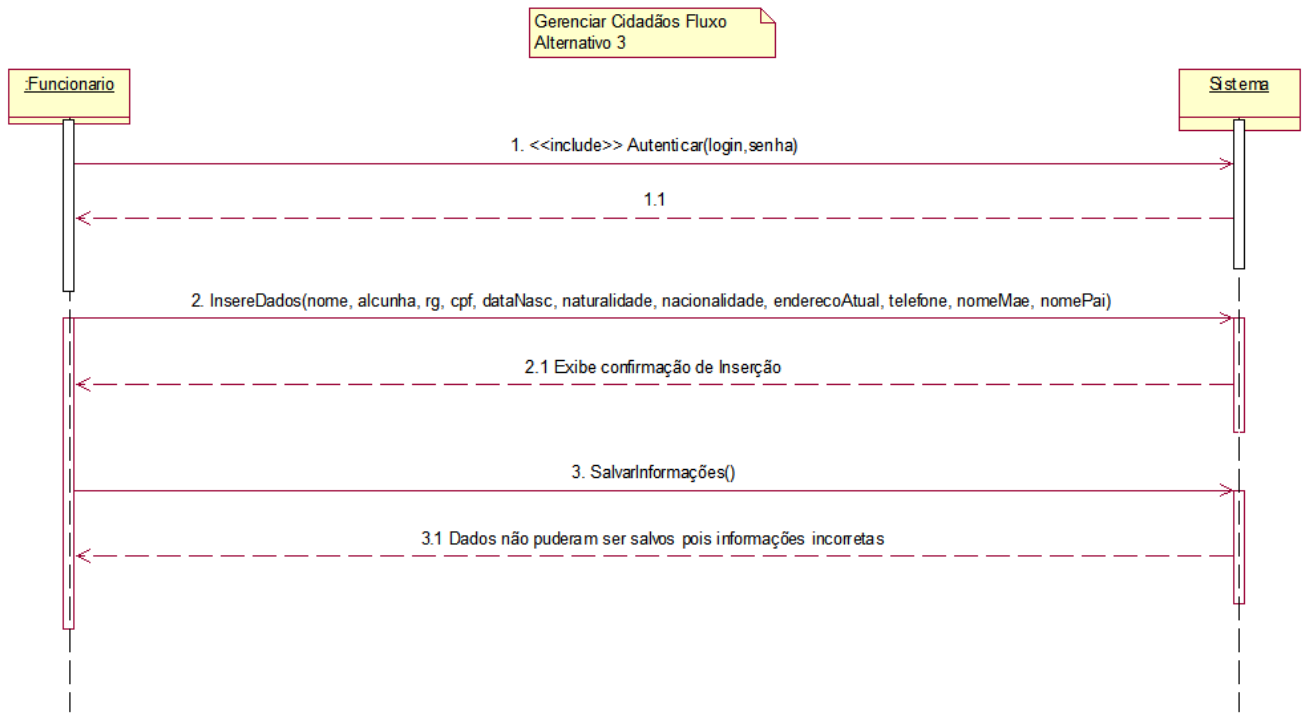 Gerenciar Cidadãos Fluxo
Alternativo 3
:Funcionario
Sistema
1. <<include>> Autenticar(login,senha)
1.1
2. InsereDados(nome, alcunha, rg, cpf, dataNasc, naturalidade, nacionalidade, enderecoAtual, telefone, nomeMae, nomePai)
2.1 Exibe confirmação de Inserção
3. SalvarInformações()
3.1 Dados não puderam ser salvos pois informações incorretas